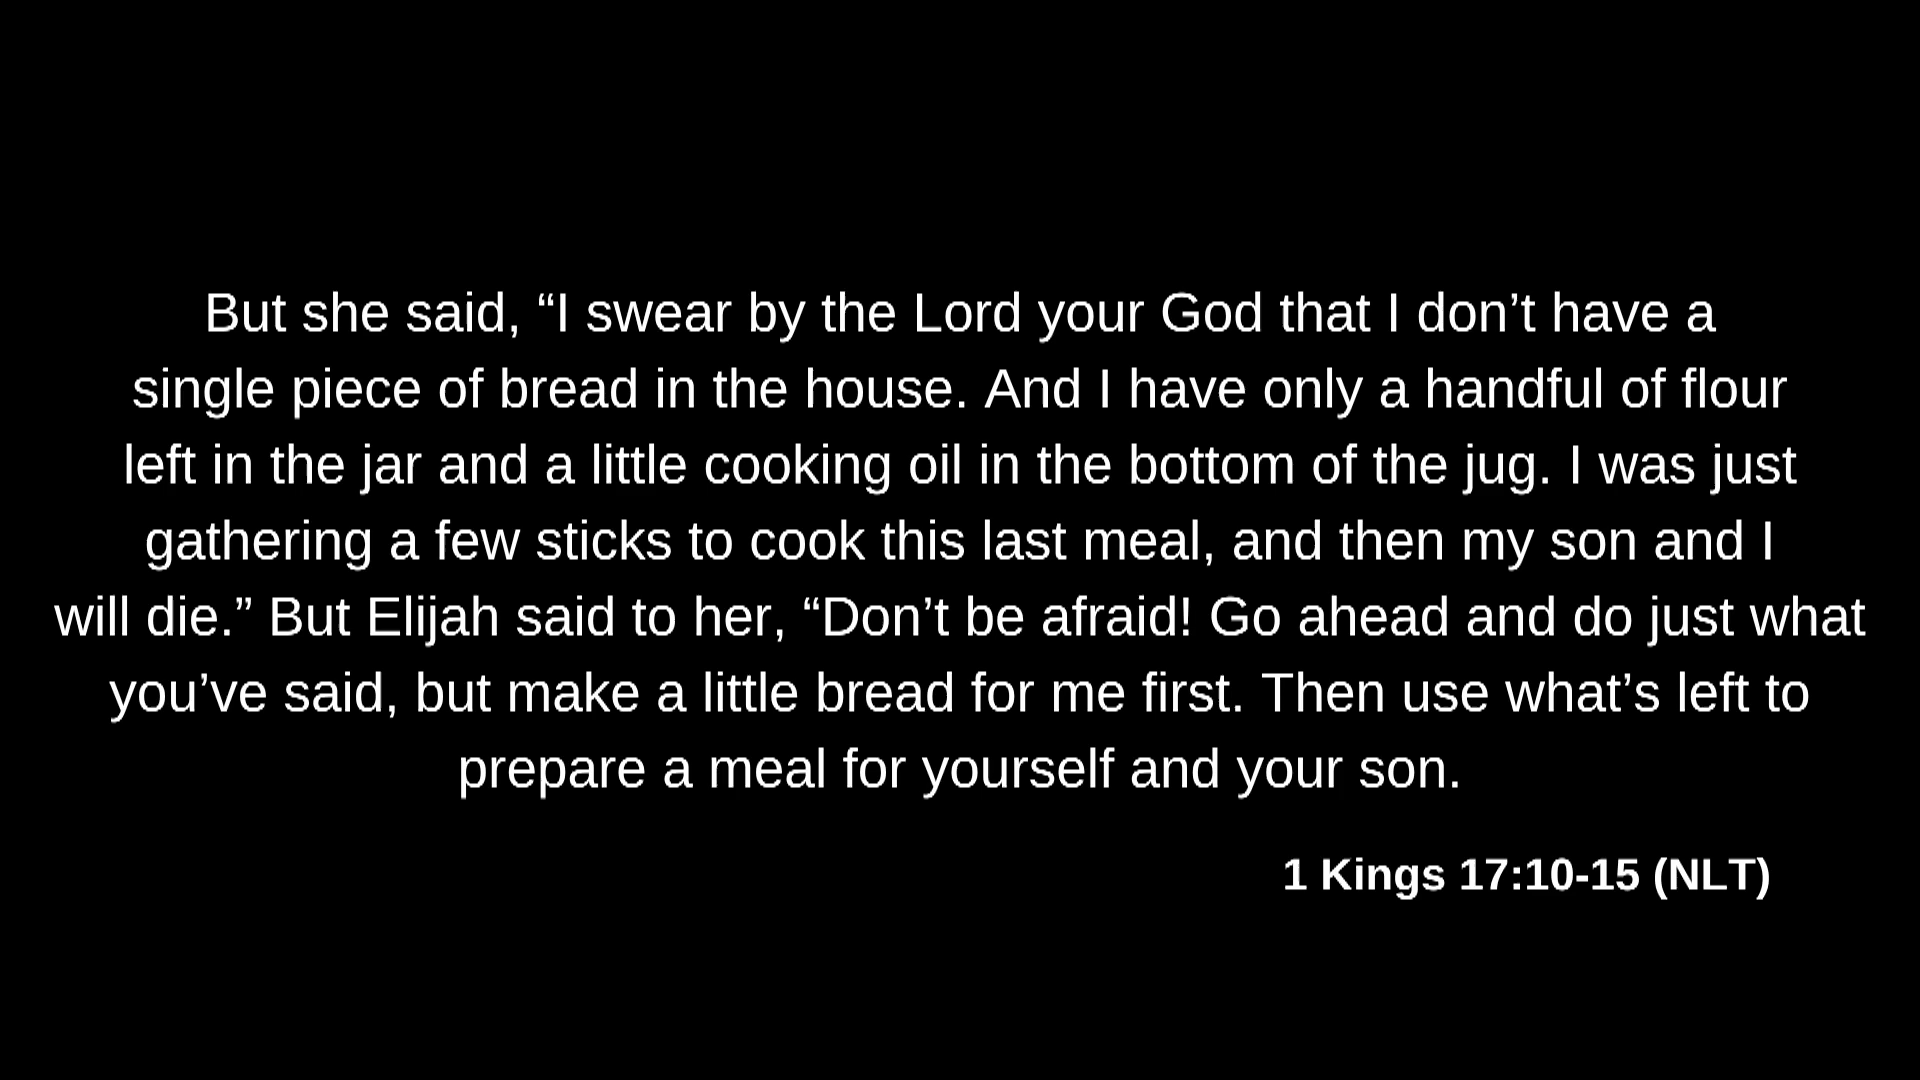 But she said, “I swear by the Lord your God that I don’t have a
single piece of bread in the house. And I have only a handful of flour
left in the jar and a little cooking oil in the bottom of the jug. I was just
gathering a few sticks to cook this last meal, and then my son and I
will die.” But Elijah said to her, “Don’t be afraid! Go ahead and do just what
you’ve said, but make a little bread for me first. Then use what’s left to
prepare a meal for yourself and your son.
1 Kings 17:10-15 (NLT)